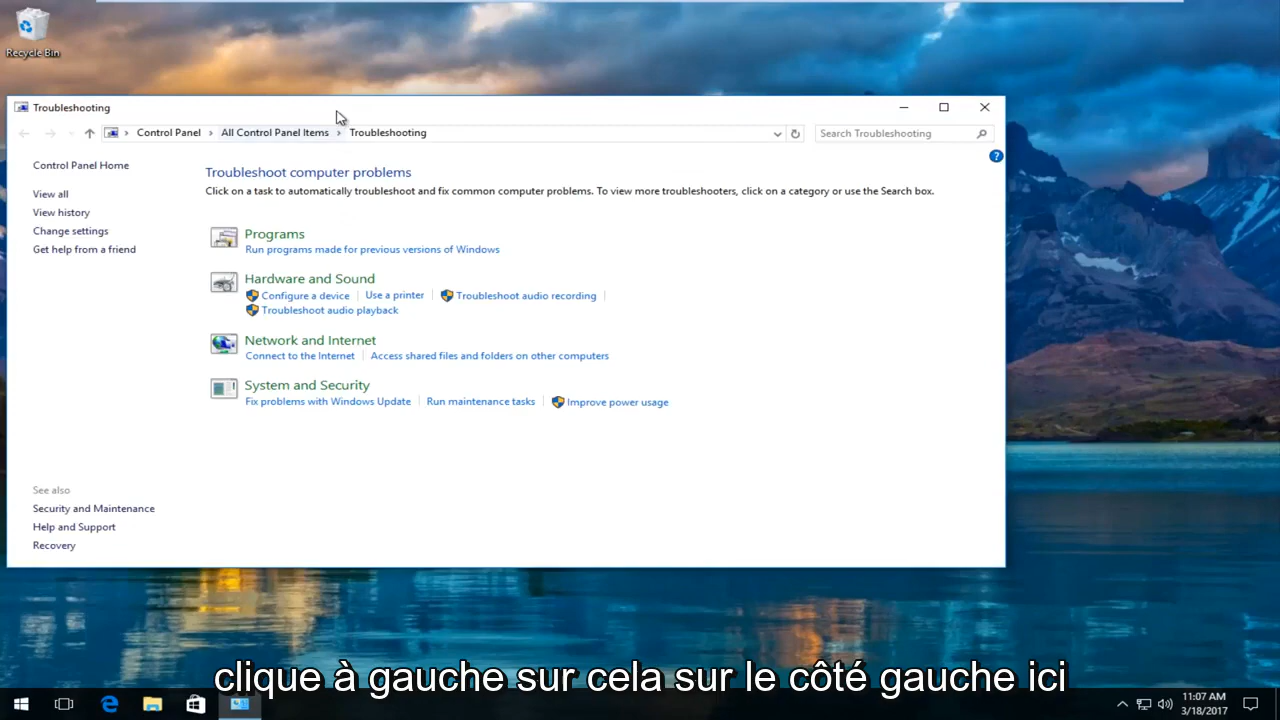 Recycle Bin
Troubleshooting
Control Panel > All Control Panel Items > Troubleshooting
Search Troubleshooting
Control Panel Home
View all
View history
Change settings
Get help from a friend
Troubleshoot computer problems
Click on a task to automatically troubleshoot and fix common computer problems. To view more troubleshooters, click on a category or use the Search box.
Programs
Run programs made for previous versions of Windows
Hardware and Sound
Configure a device | Use a printer | Troubleshoot audio recording |
Troubleshoot audio playback
Network and Internet
Connect to the Internet | Access shared files and folders on other computers
System and Security
Fix problems with Windows Update | Run maintenance tasks | Improve power usage
See also
Security and Maintenance
Help and Support
Recovery
clique à gauche sur cela sur le côté gauche ici
11:07 AM
3/18/2017